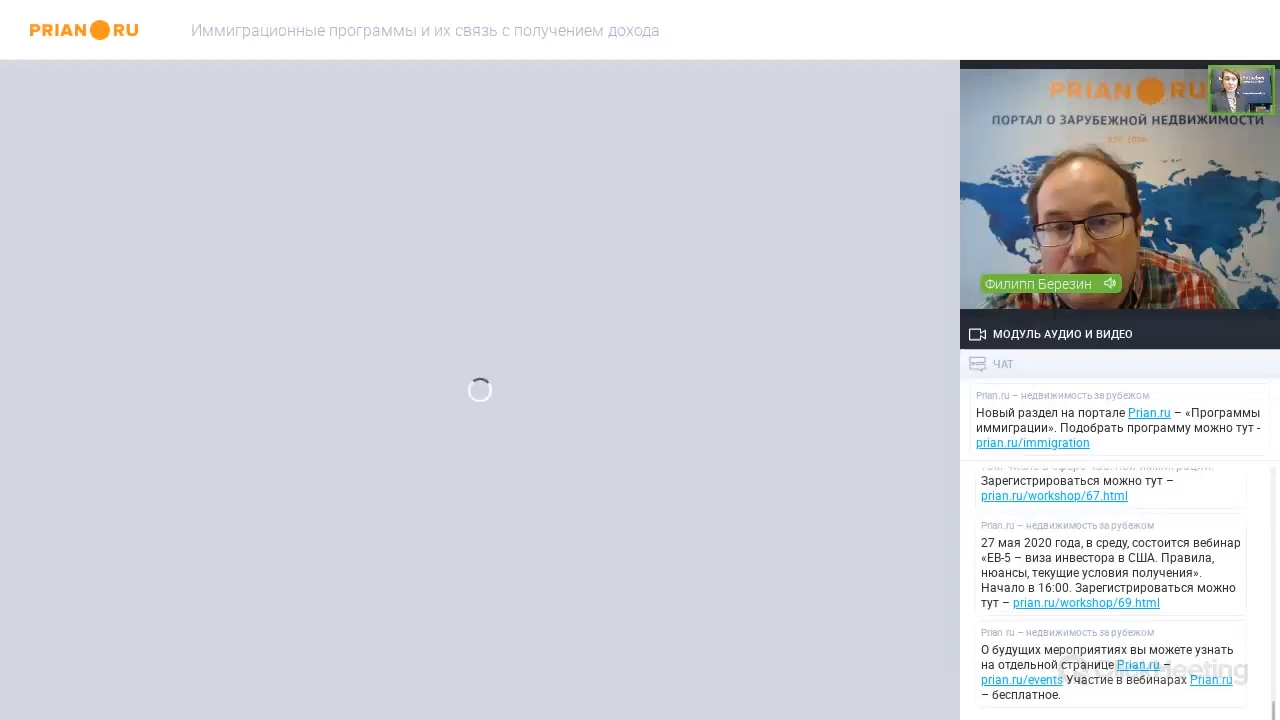 PRIAN RU
Иммиграционные программы и их связь с получением дохода
PRIAN RU
ПОРТАЛ О ЗАРУБЕЖНОЙ НЕДВИЖИМОСТИ
Филипп Березин
МОДУЛЬ АУДИО И ВИДЕО
ЧАТ
Prian.ru – недвижимость за рубежом
Новый раздел на портале Prian.ru – «Программы
иммиграции». Подобрать программу можно тут -
prian.ru/immigration
Зарегистрироваться можно тут –
prian.ru/workshop/67.html
Prian.ru – недвижимость за рубежом
27 мая 2020 года, в среду, состоится вебинар
«EB-5 – виза инвестора в США. Правила,
нюансы, текущие условия получения».
Начало в 16:00. Зарегистрироваться можно
тут – prian.ru/workshop/69.html
Prian.ru – недвижимость за рубежом
О будущих мероприятиях вы можете узнать
на отдельной странице Prian.ru –
prian.ru/events Участие в вебинарах Prian.ru
– бесплатное.
ClickMeeting